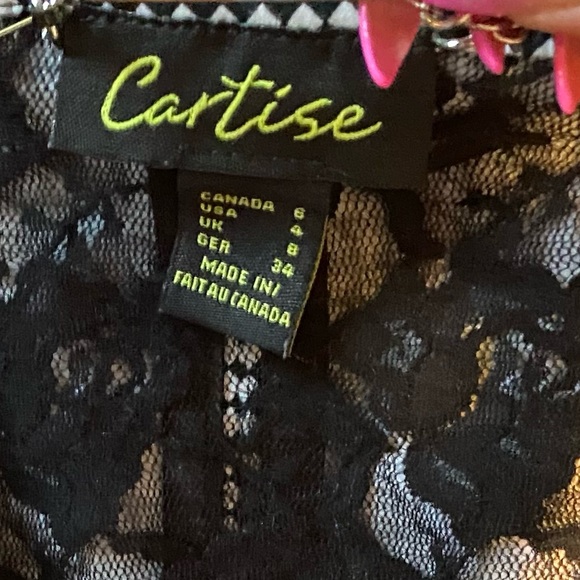 Cartise
CANADA 6
USA 4
UK 8
GER 34
MADE IN/
FAIT AU CANADA